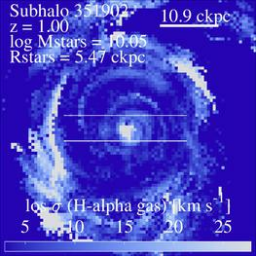 Subhalo 351902
10.9 ckpc
z = 1.00
log Mstars = 10.05
Rstars = 5.47 ckpc
log σ (H-alpha gas) [km s⁻¹]
5 10 15 20 25